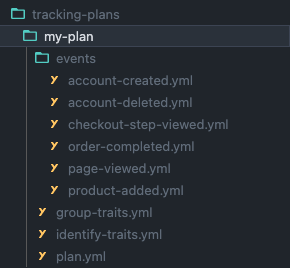 tracking-plans
my-plan
events
account-created.yml
account-deleted.yml
checkout-step-viewed.yml
order-completed.yml
page-viewed.yml
product-added.yml
group-traits.yml
identify-traits.yml
plan.yml